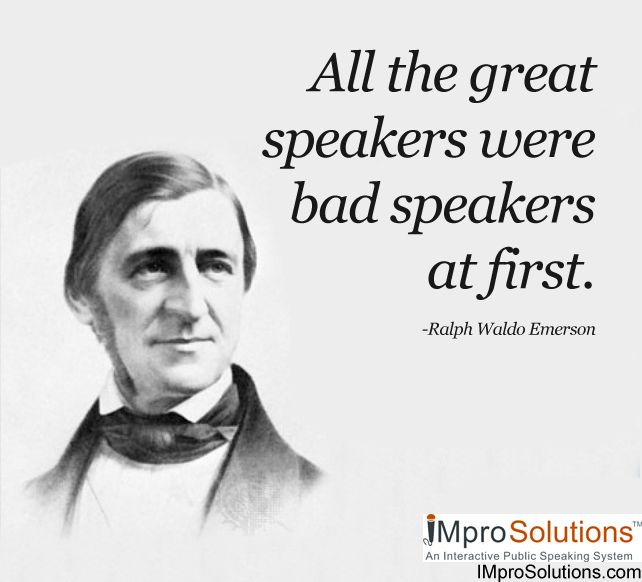 All the great
speakers were
bad speakers
at first.
-Ralph Waldo Emerson
iMproSolutions™
An Interactive Public Speaking System
IMproSolutions.com